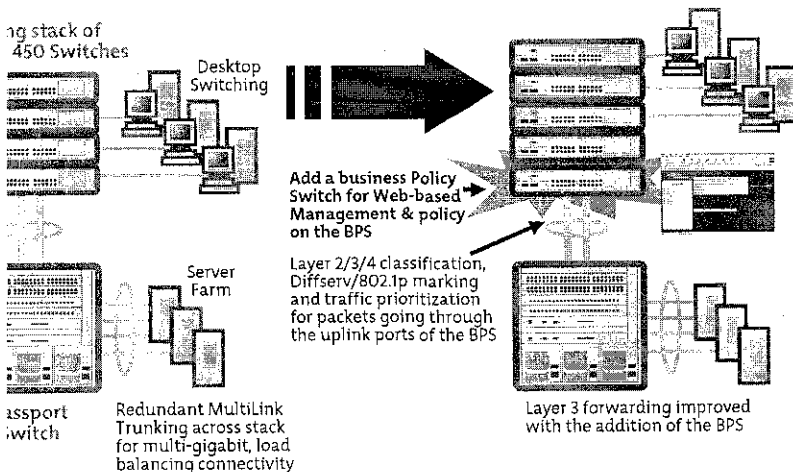 ng stack of
450 Switches
Desktop
Switching
Add a business Policy
Switch for Web-based
Management & policy
on the BPS
Layer 2/3/4 classification,
Diffserv/802.1p marking
and traffic prioritization
for packets going through
the uplink ports of the BPS
Server
Farm
assport
Switch
Redundant MultiLink
Trunking across stack
for multi-gigabit, load
balancing connectivity
Layer 3 forwarding improved
with the addition of the BPS